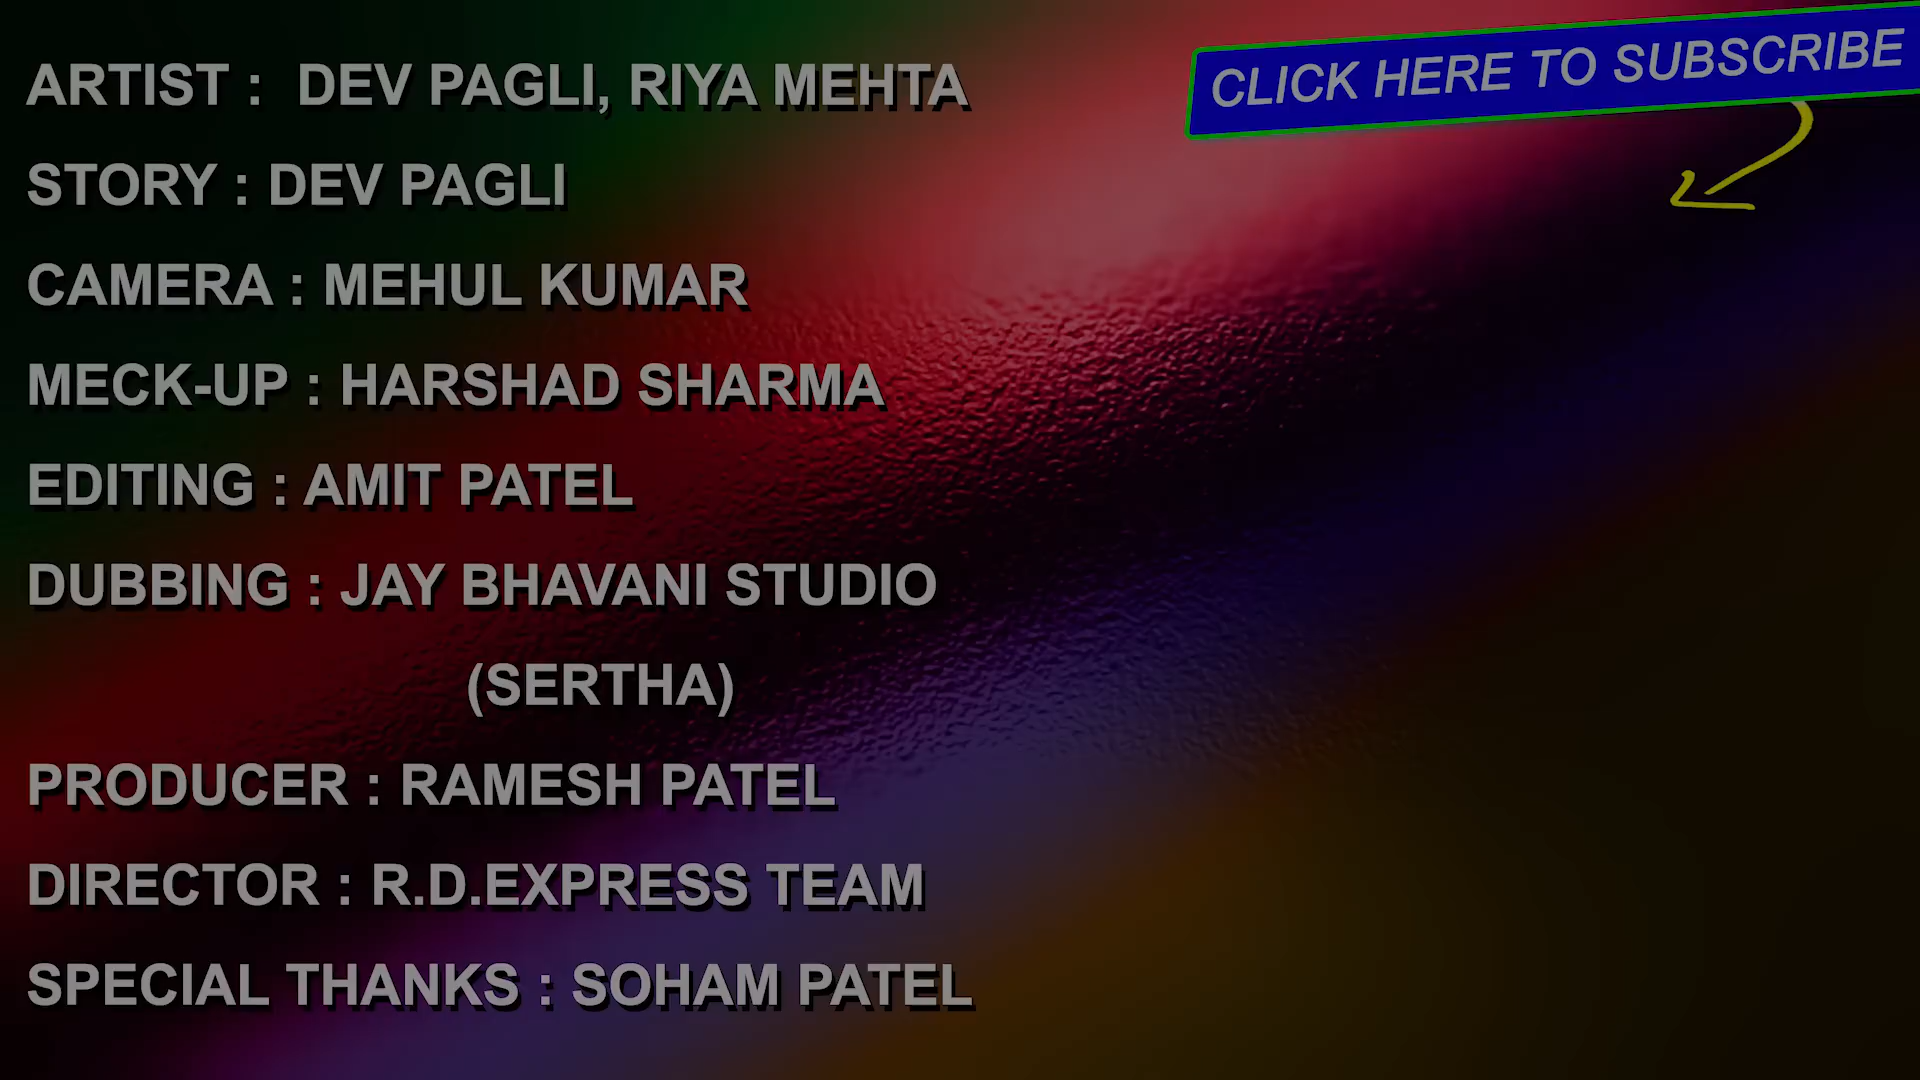 ARTIST :  DEV PAGLI, RIYA MEHTA
CLICK HERE TO SUBSCRIBE
STORY : DEV PAGLI
CAMERA : MEHUL KUMAR
MECK-UP : HARSHAD SHARMA
EDITING : AMIT PATEL
DUBBING : JAY BHAVANI STUDIO
(SERTHA)
PRODUCER : RAMESH PATEL
DIRECTOR : R.D.EXPRESS TEAM
SPECIAL THANKS : SOHAM PATEL